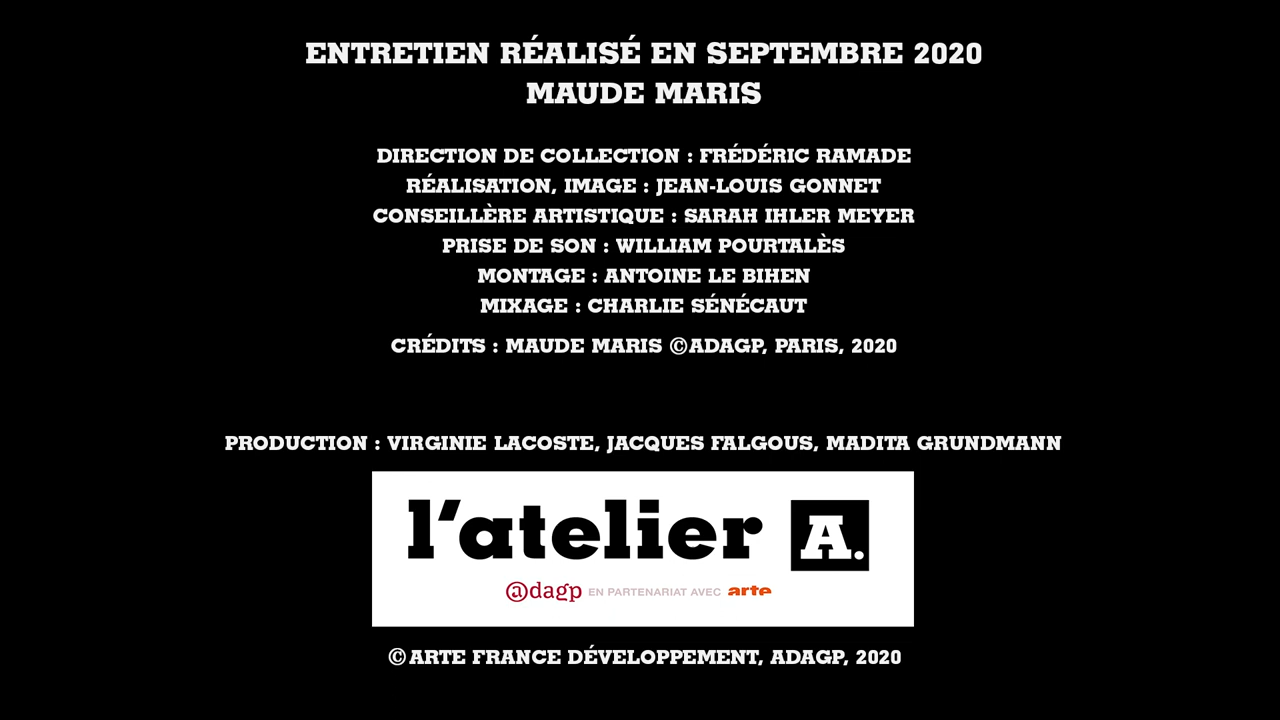 ENTRETIEN RÉALISÉ EN SEPTEMBRE 2020
MAUDE MARIS
DIRECTION DE COLLECTION : FRÉDÉRIC RAMADE
RÉALISATION, IMAGE : JEAN-LOUIS GONNET
CONSEILLÈRE ARTISTIQUE : SARAH IHLER MEYER
PRISE DE SON : WILLIAM POURTALÈS
MONTAGE : ANTOINE LE BIHEN
MIXAGE : CHARLIE SÉNÉCAUT
CRÉDITS : MAUDE MARIS ©ADAGP, PARIS, 2020
PRODUCTION : VIRGINIE LACOSTE, JACQUES FALGOUS, MADITA GRUNDMANN
l'atelier A.
@dagp EN PARTENARIAT AVEC arte
©ARTE FRANCE DÉVELOPPEMENT, ADAGP, 2020